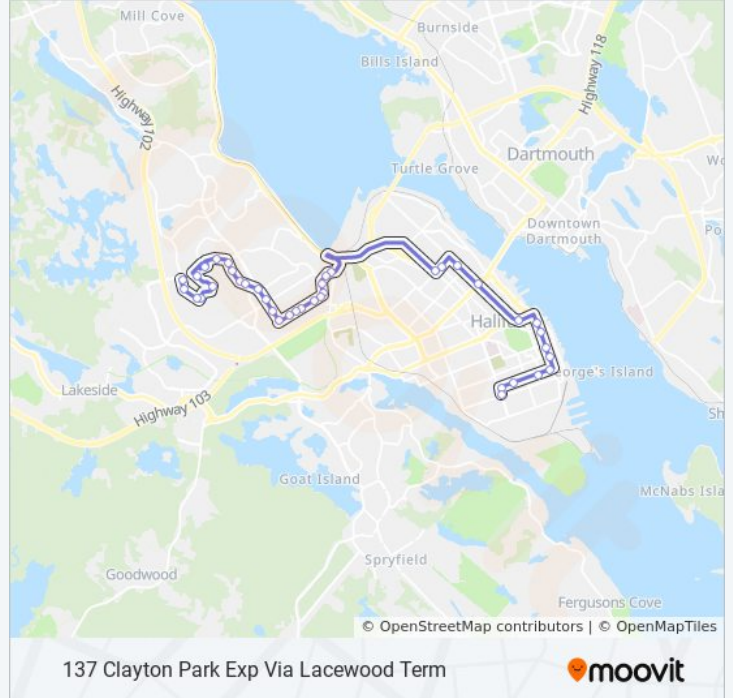 Mill Cove
Burnside
Bills Island
Highway 118
Highway 102
Dartmouth
Turtle Grove
Downtown
Dartmouth
Hali
orge's Island
Lakeside
Highway 103
Goat Island
McNabs Isla
Spryfield
Goodwood
Fergusons Cove
© OpenStreetMap contributors | © OpenMapTiles
137 Clayton Park Exp Via Lacewood Term
moovit